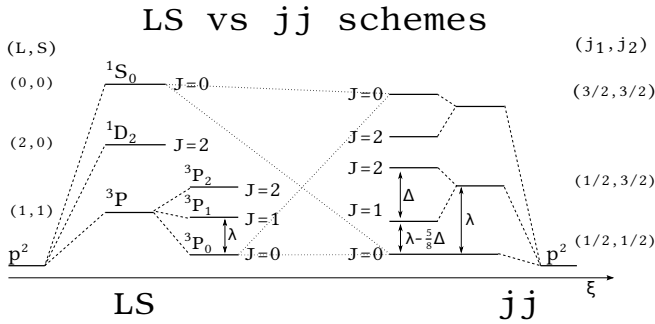 LS vs jj schemes
(L,S)
(j₁,j₂)
¹S₀
(0,0)
J=0
J=0
(3/2,3/2)
¹D₂
J=2
(2,0)
J=2
³P₂
J=2
J=2
Δ
(1/2,3/2)
³P
³P₁
(1,1)
J=1
J=1
λ
λ
λ-5/8Δ
(1/2,1/2)
³P₀
p²
J=0
J=0
p²
ξ
LS
jj